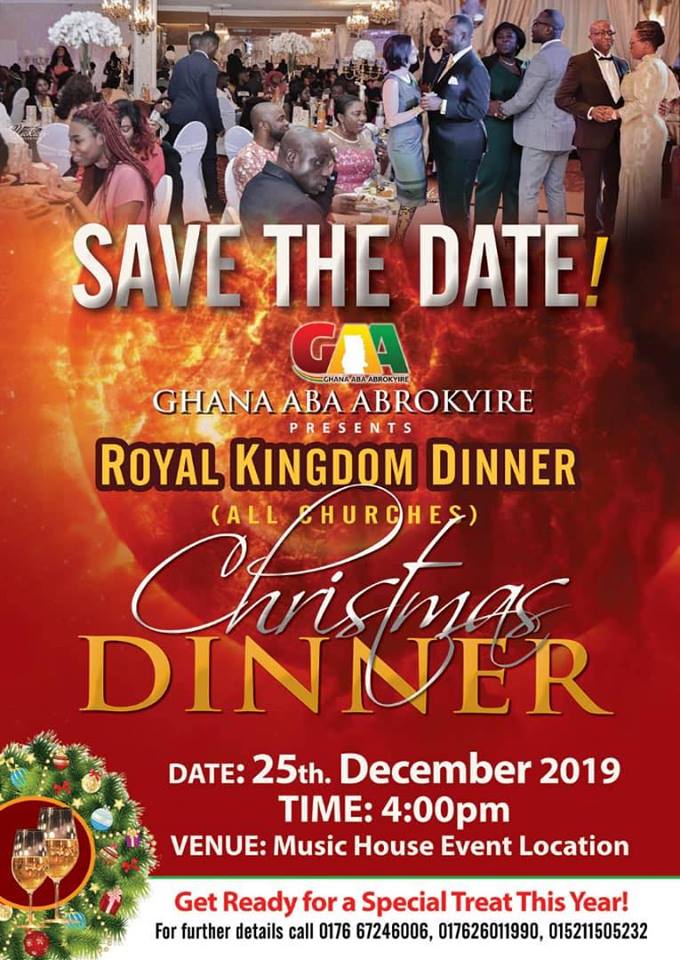 SAVE THE DATE!
GAA
GHANA ABA ABROKYIRE
GHANA ABA ABROKYIRE
PRESENTS
ROYAL KINGDOM DINNER
(ALL CHURCHES)
Christmas
DINNER
DATE: 25th. December 2019
TIME: 4:00pm
VENUE: Music House Event Location
Get Ready for a Special Treat This Year!
For further details call 0176 67246006, 017626011990, 015211505232